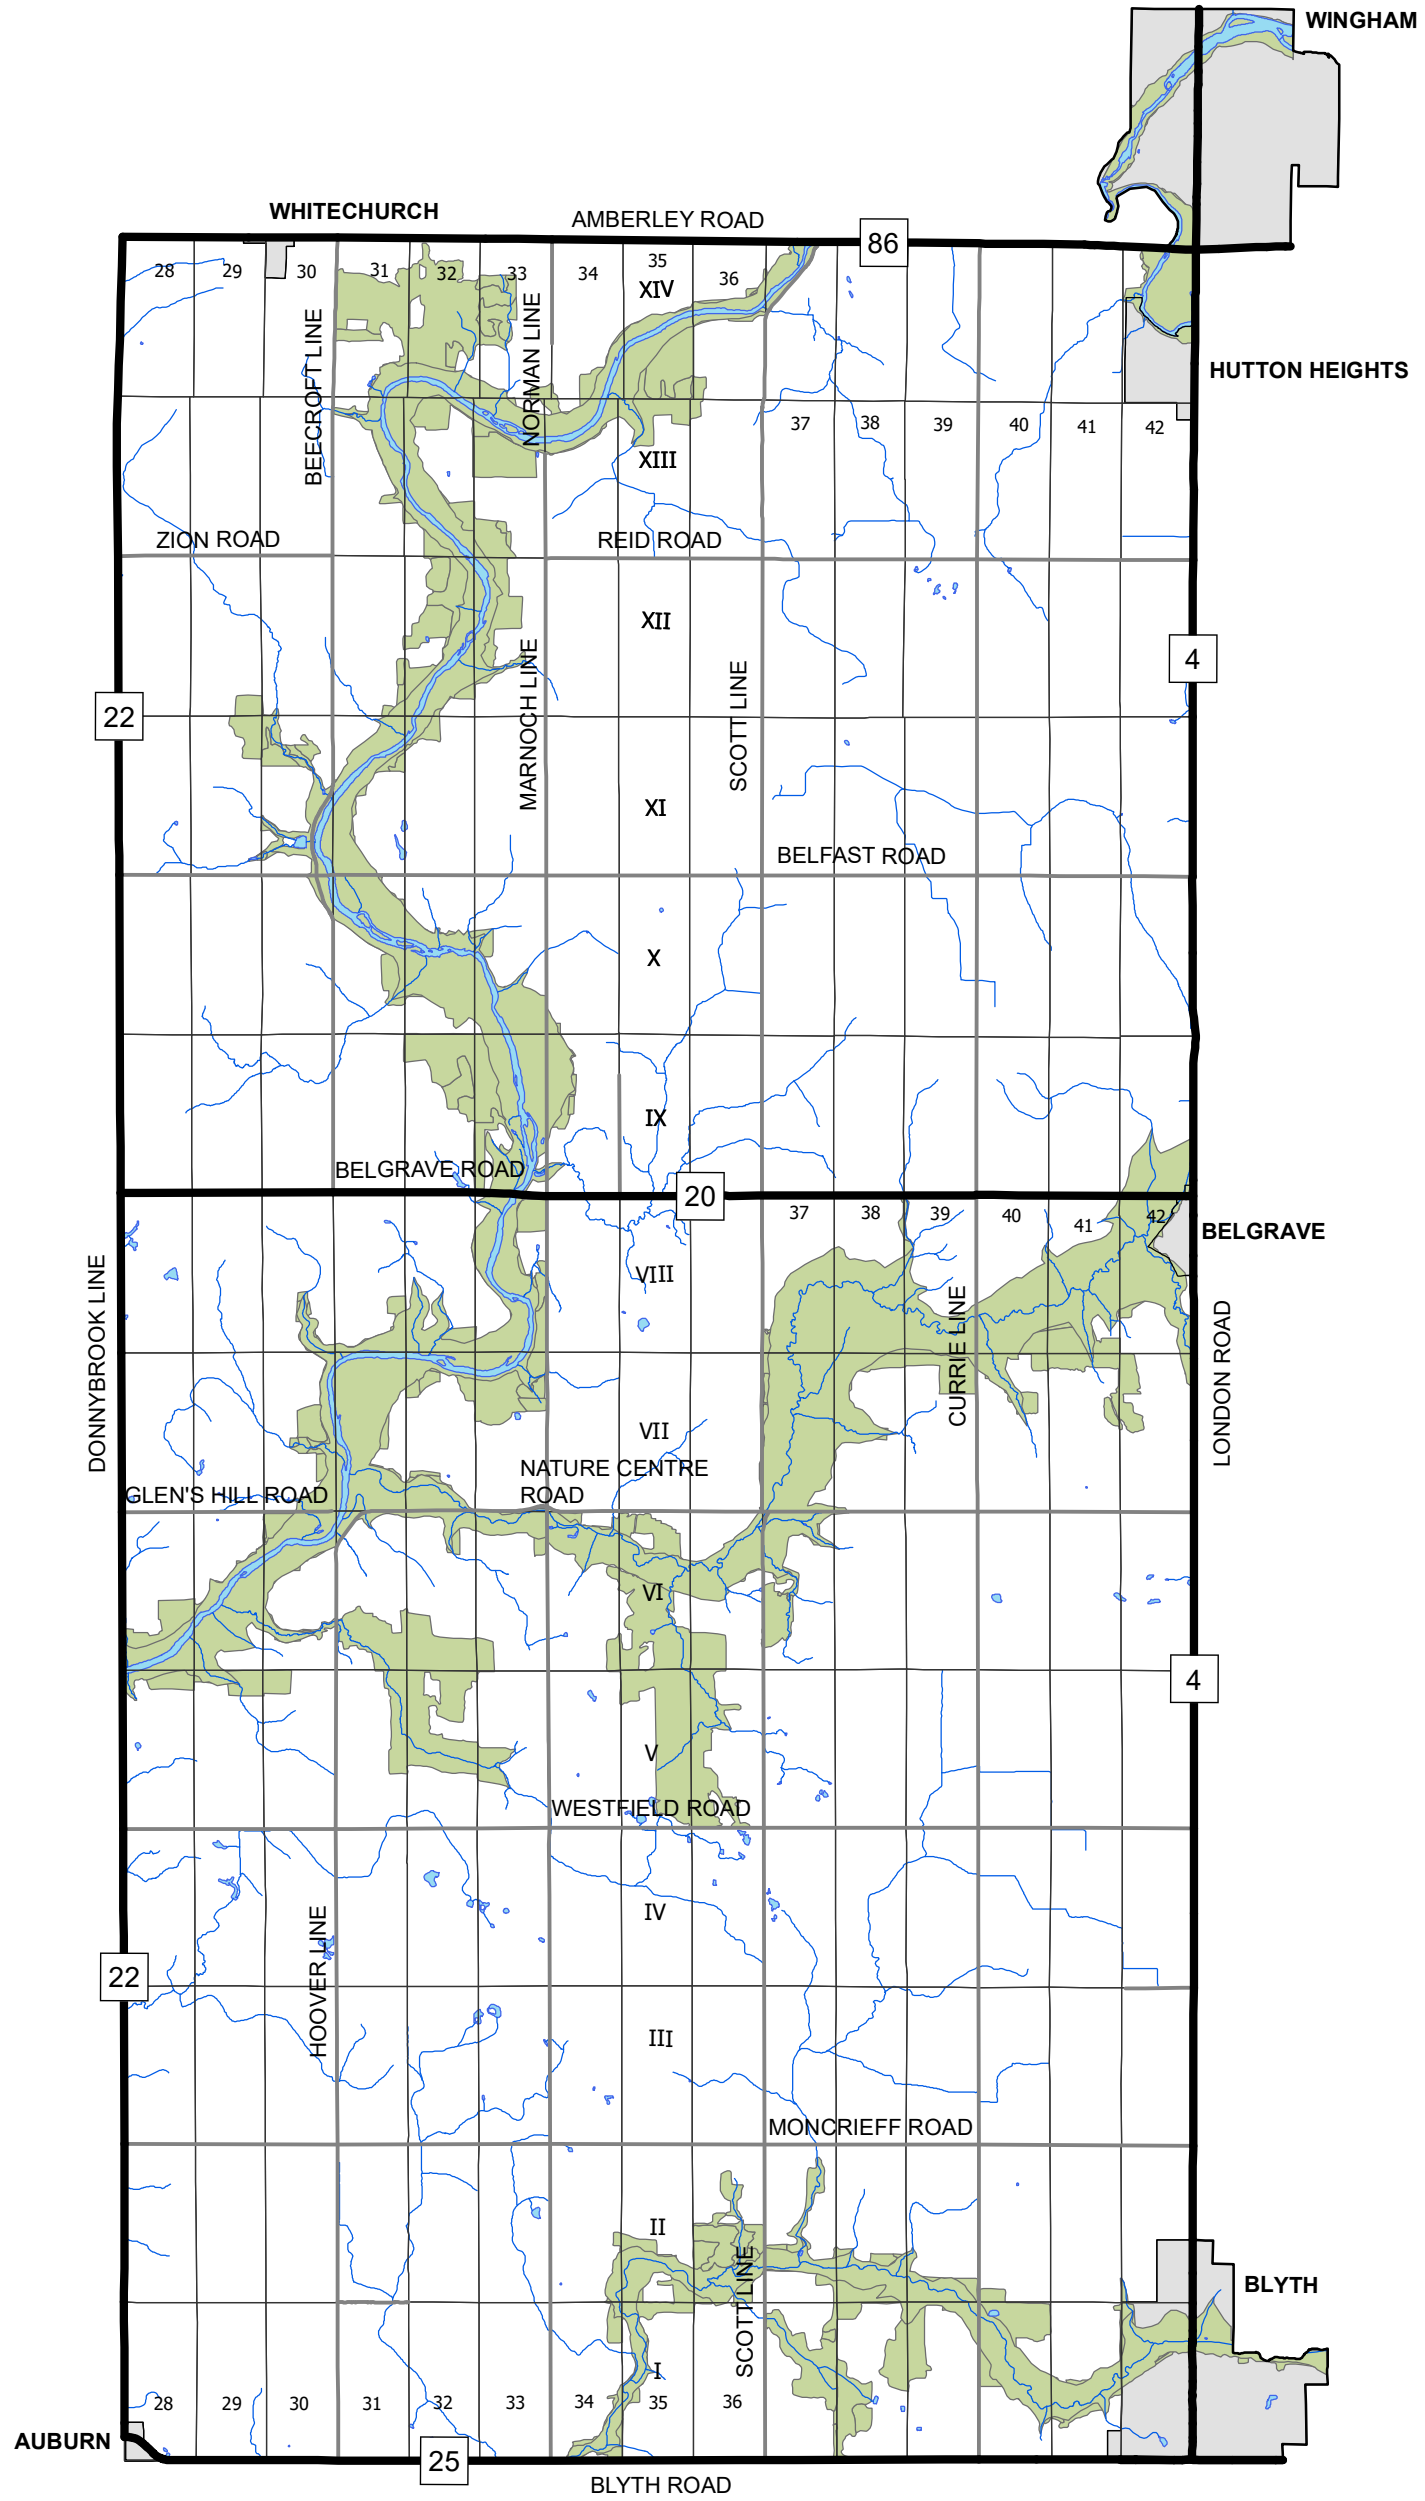 WINGHAM
WHITECHURCH
AMBERLEY ROAD
86
28
29
30
31
32
33
34
35
36
XIV
BEECROFT LINE
NORMAN LINE
HUTTON HEIGHTS
37
38
39
40
41
42
XIII
ZION ROAD
REID ROAD
XII
4
22
MARNOCH LINE
SCOTT LINE
XI
BELFAST ROAD
X
IX
BELGRAVE ROAD
20
37
38
39
40
41
42
BELGRAVE
VIII
DONNYBROOK LINE
CURRIE LINE
LONDON ROAD
VII
NATURE CENTRE
ROAD
GLEN'S HILL ROAD
VI
4
V
WESTFIELD ROAD
IV
HOOVER LINE
22
III
MONCRIEFF ROAD
II
SCOTT LINE
BLYTH
I
28
29
30
31
32
33
34
35
36
AUBURN
25
BLYTH ROAD